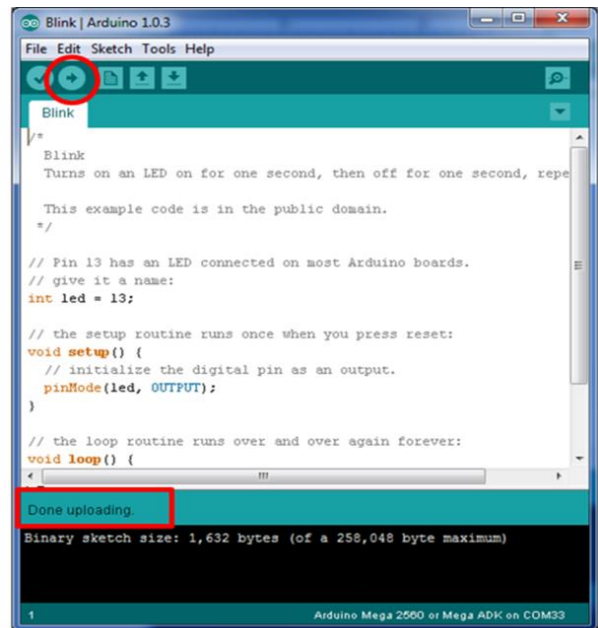 Blink | Arduino 1.0.3
File Edit Sketch Tools Help
Blink
/*
Blink
Turns on an LED on for one second, then off for one second, repe
This example code is in the public domain.
*/
// Pin 13 has an LED connected on most Arduino boards.
// give it a name:
int led = 13;
// the setup routine runs once when you press reset:
void setup() {
// initialize the digital pin as an output.
pinMode(led, OUTPUT);
}
// the loop routine runs over and over again forever:
void loop() {
Done uploading.
Binary sketch size: 1,632 bytes (of a 258,048 byte maximum)
1
Arduino Mega 2560 or Mega ADK on COM33